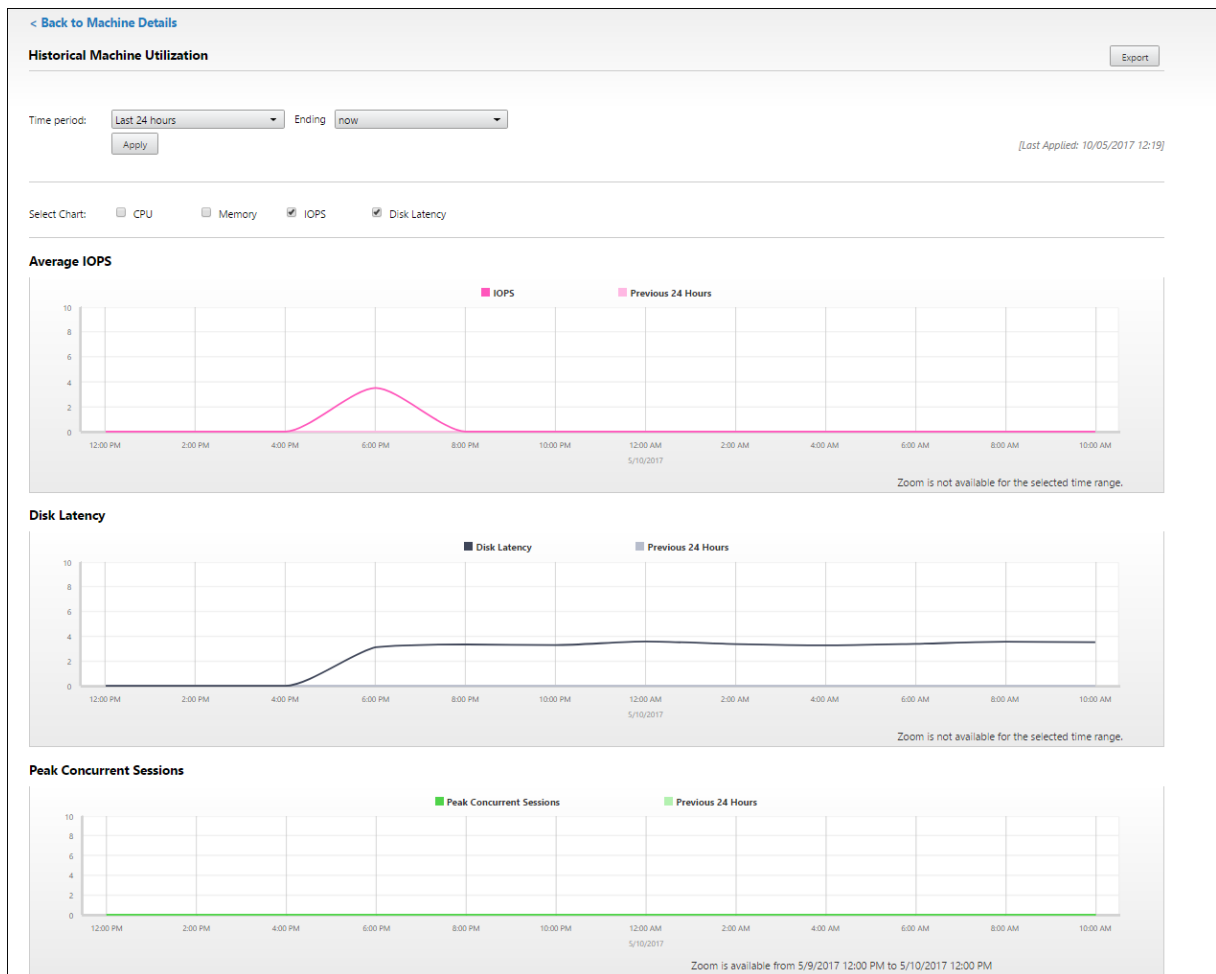 < Back to Machine Details
Historical Machine Utilization
Export
Time period: Last 24 hours Ending now
Apply
[Last Applied: 10/05/2017 12:19]
Select Chart: CPU Memory IOPS Disk Latency
Average IOPS
IOPS Previous 24 Hours
10
8
6
4
2
0
12:00 PM 2:00 PM 4:00 PM 6:00 PM 8:00 PM 10:00 PM 12:00 AM 2:00 AM 4:00 AM 6:00 AM 8:00 AM 10:00 AM
5/10/2017
Zoom is not available for the selected time range.
Disk Latency
Disk Latency Previous 24 Hours
10
8
6
4
2
0
12:00 PM 2:00 PM 4:00 PM 6:00 PM 8:00 PM 10:00 PM 12:00 AM 2:00 AM 4:00 AM 6:00 AM 8:00 AM 10:00 AM
5/10/2017
Zoom is not available for the selected time range.
Peak Concurrent Sessions
Peak Concurrent Sessions Previous 24 Hours
10
8
6
4
2
0
12:00 PM 2:00 PM 4:00 PM 6:00 PM 8:00 PM 10:00 PM 12:00 AM 2:00 AM 4:00 AM 6:00 AM 8:00 AM 10:00 AM
5/10/2017
Zoom is available from 5/9/2017 12:00 PM to 5/10/2017 12:00 PM